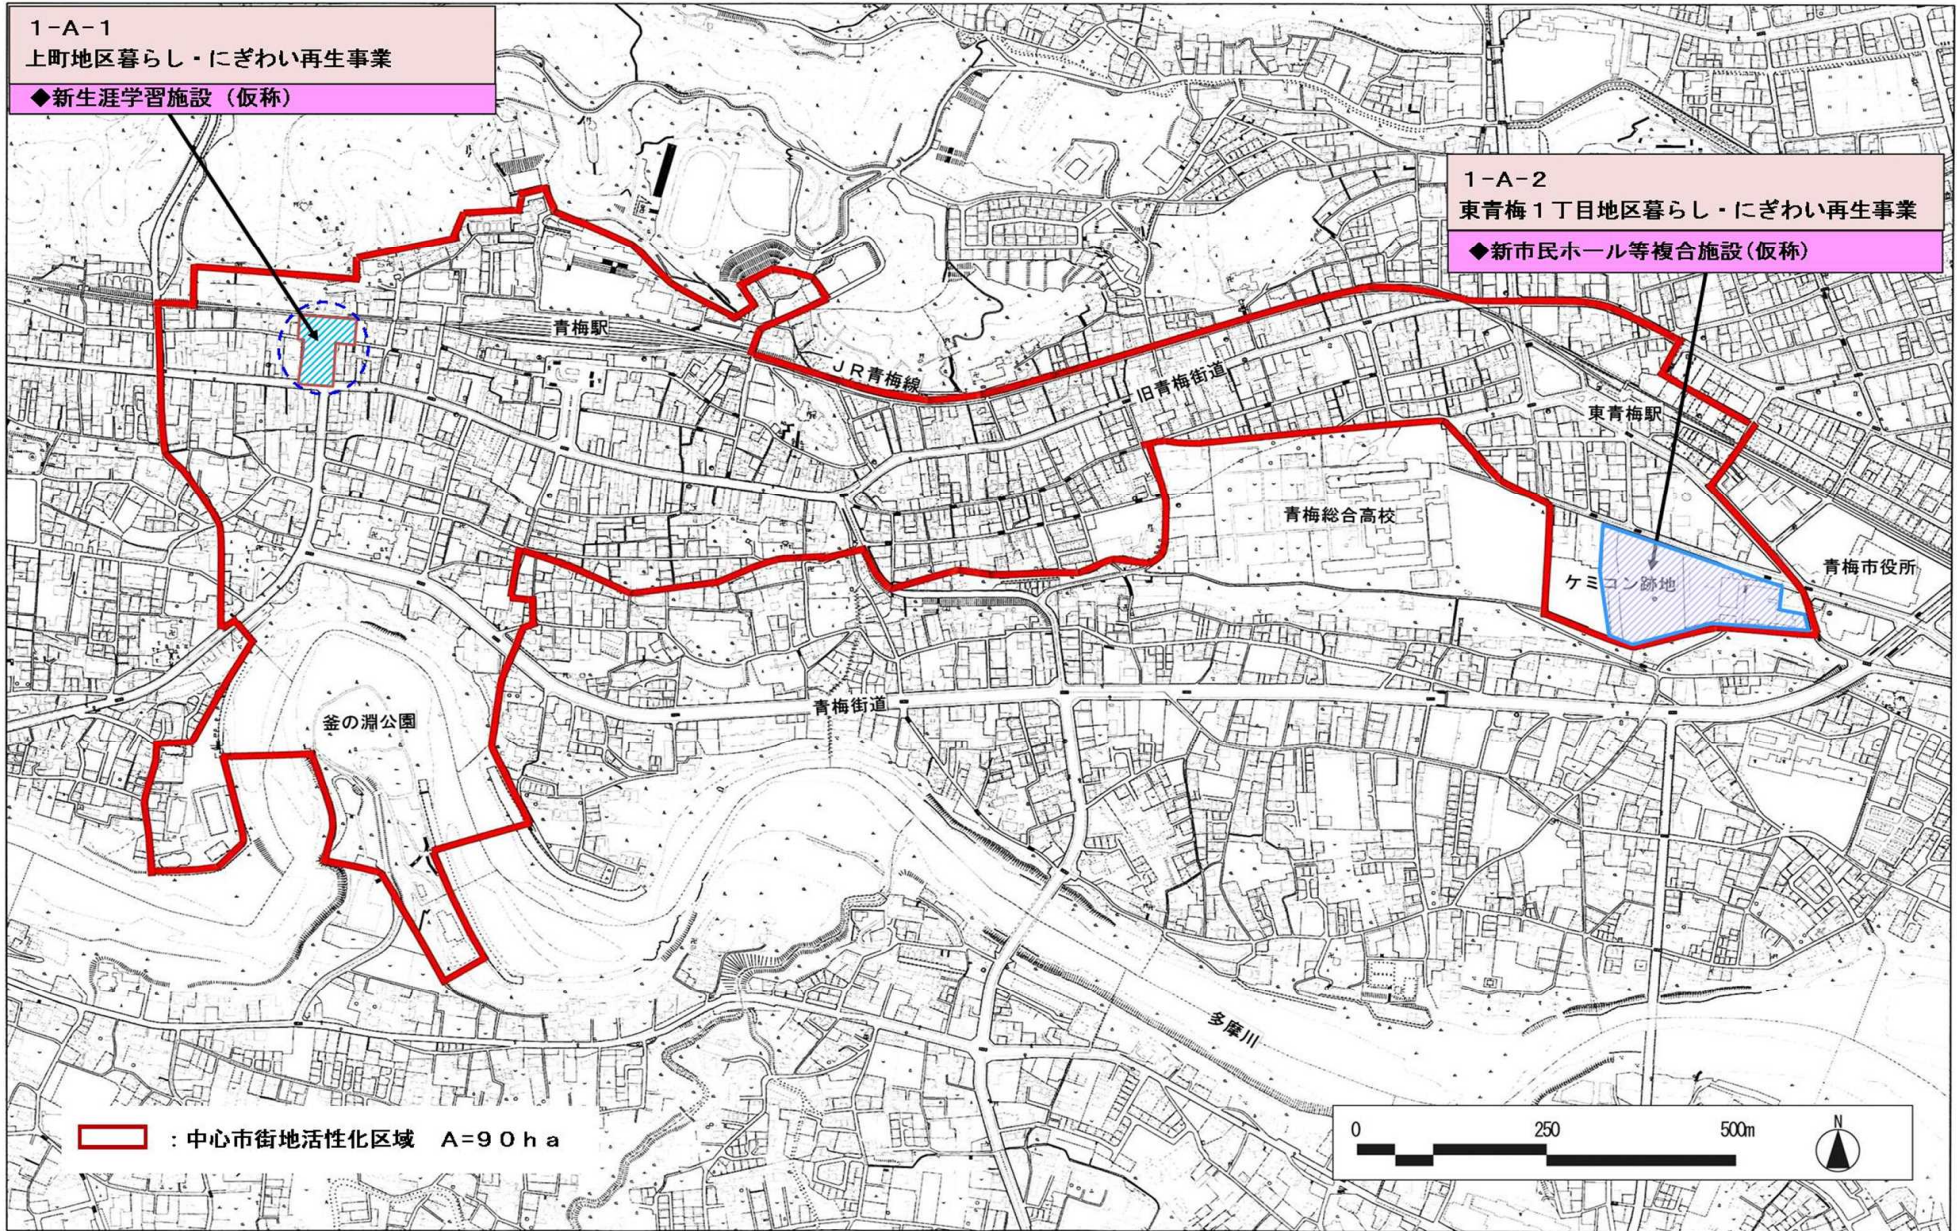 1-A-1
上町地区暮らし・にぎわい再生事業
◆新生涯学習施設（仮称）
1-A-2
東青梅１丁目地区暮らし・にぎわい再生事業
◆新市民ホール等複合施設(仮称)
青梅駅
ＪＲ青梅線
旧青梅街道
東青梅駅
青梅総合高校
青梅市役所
ケミコン跡地
青梅街道
釜の淵公園
多摩川
：中心市街地活性化区域　A=９０ｈａ
0 250 500m
N